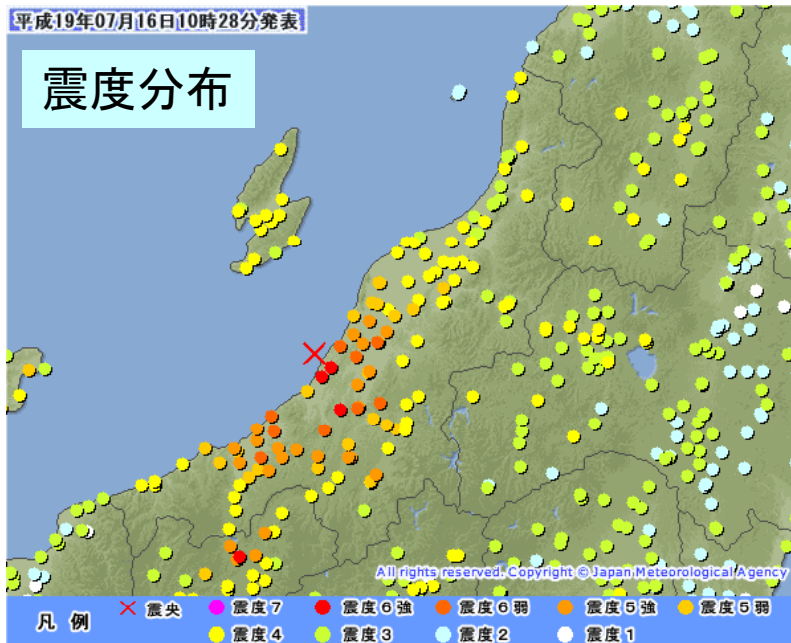 平成19年07月16日10時28分発表
震度分布
All rights reserved. Copyright © Japan Meteorological Agency
凡 例 震央 震度7 震度6強 震度6弱 震度5強 震度5弱
震度4 震度3 震度2 震度1